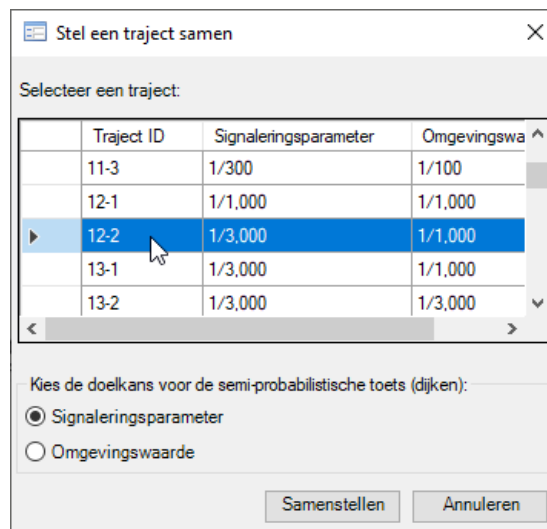 Stel een traject samen
Selecteer een traject:
Traject ID Signaleringsparameter Omgevingswa
11-3 1/300 1/100
12-1 1/1,000 1/1,000
12-2 1/3,000 1/1,000
13-1 1/3,000 1/1,000
13-2 1/3,000 1/3,000
Kies de doelkans voor de semi-probabilistische toets (dijken):
Signaleringsparameter
Omgevingswaarde
Samenstellen Annuleren